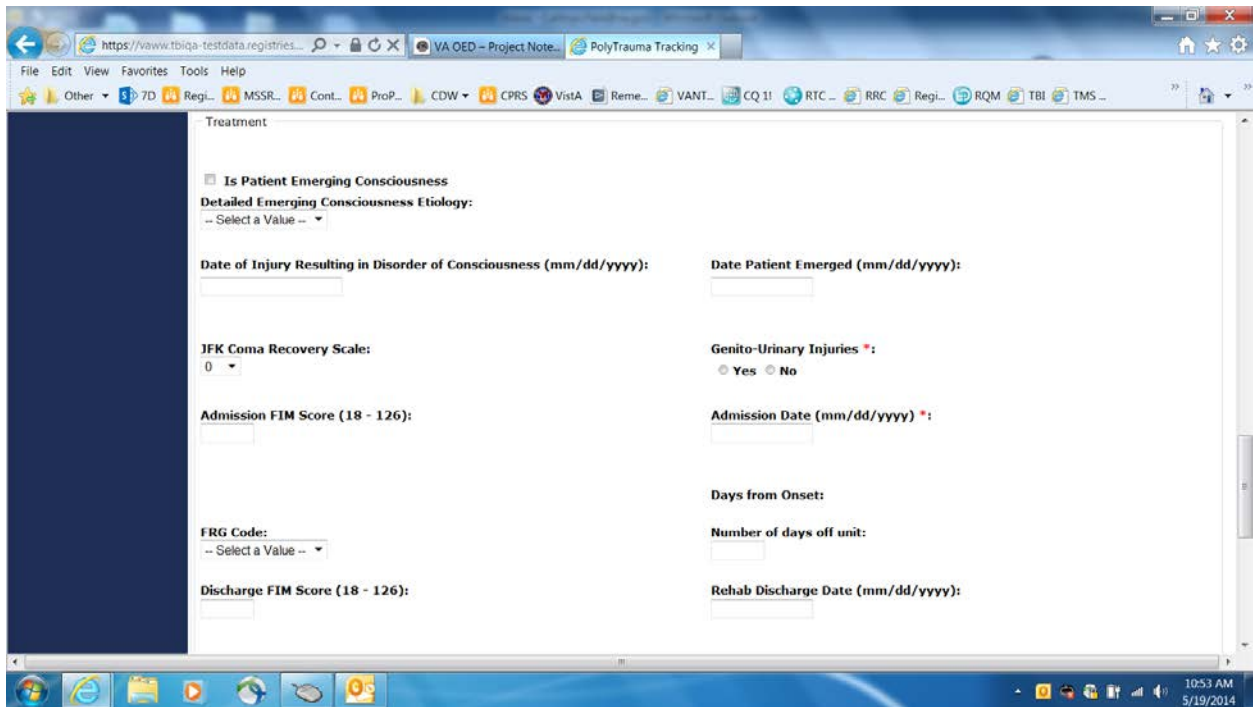 https://vaww.tbiqa-testdata.registries... VA OED – Project Note... PolyTrauma Tracking
File Edit View Favorites Tools Help
Other 7D Regi... MSSR... Cont... ProP... CDW CPRS VistA Reme... VANT... CQ 1! RTC ... RRC Regi... RQM TBI TMS ...
Treatment
Is Patient Emerging Consciousness
Detailed Emerging Consciousness Etiology:
-- Select a Value --
Date of Injury Resulting in Disorder of Consciousness (mm/dd/yyyy): Date Patient Emerged (mm/dd/yyyy):
JFK Coma Recovery Scale: Genito-Urinary Injuries *:
0 Yes No
Admission FIM Score (18 - 126): Admission Date (mm/dd/yyyy) *:
Days from Onset:
FRG Code: Number of days off unit:
-- Select a Value --
Discharge FIM Score (18 - 126): Rehab Discharge Date (mm/dd/yyyy):
10:53 AM
5/19/2014